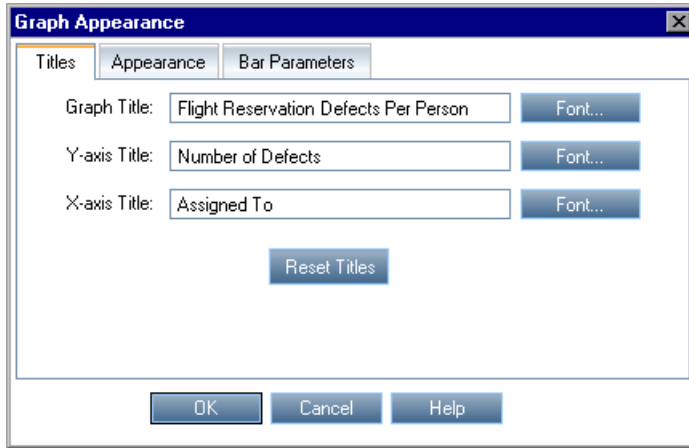 Graph Appearance
Titles Appearance Bar Parameters
Graph Title: Flight Reservation Defects Per Person Font...
Y-axis Title: Number of Defects Font...
X-axis Title: Assigned To Font...
Reset Titles
OK Cancel Help